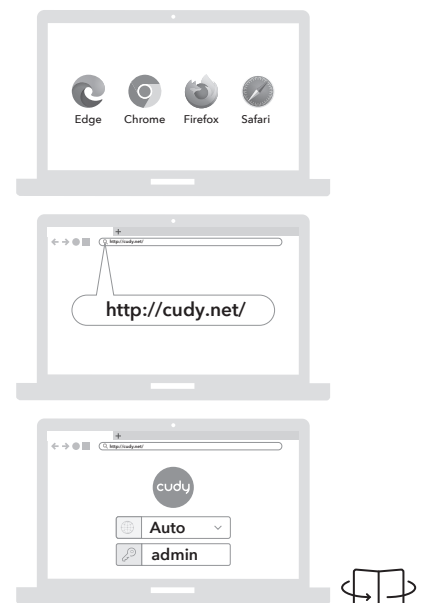 Edge Chrome Firefox Safari
http://cudy.net/
http://cudy.net/
http://cudy.net/
cudy
Auto
admin